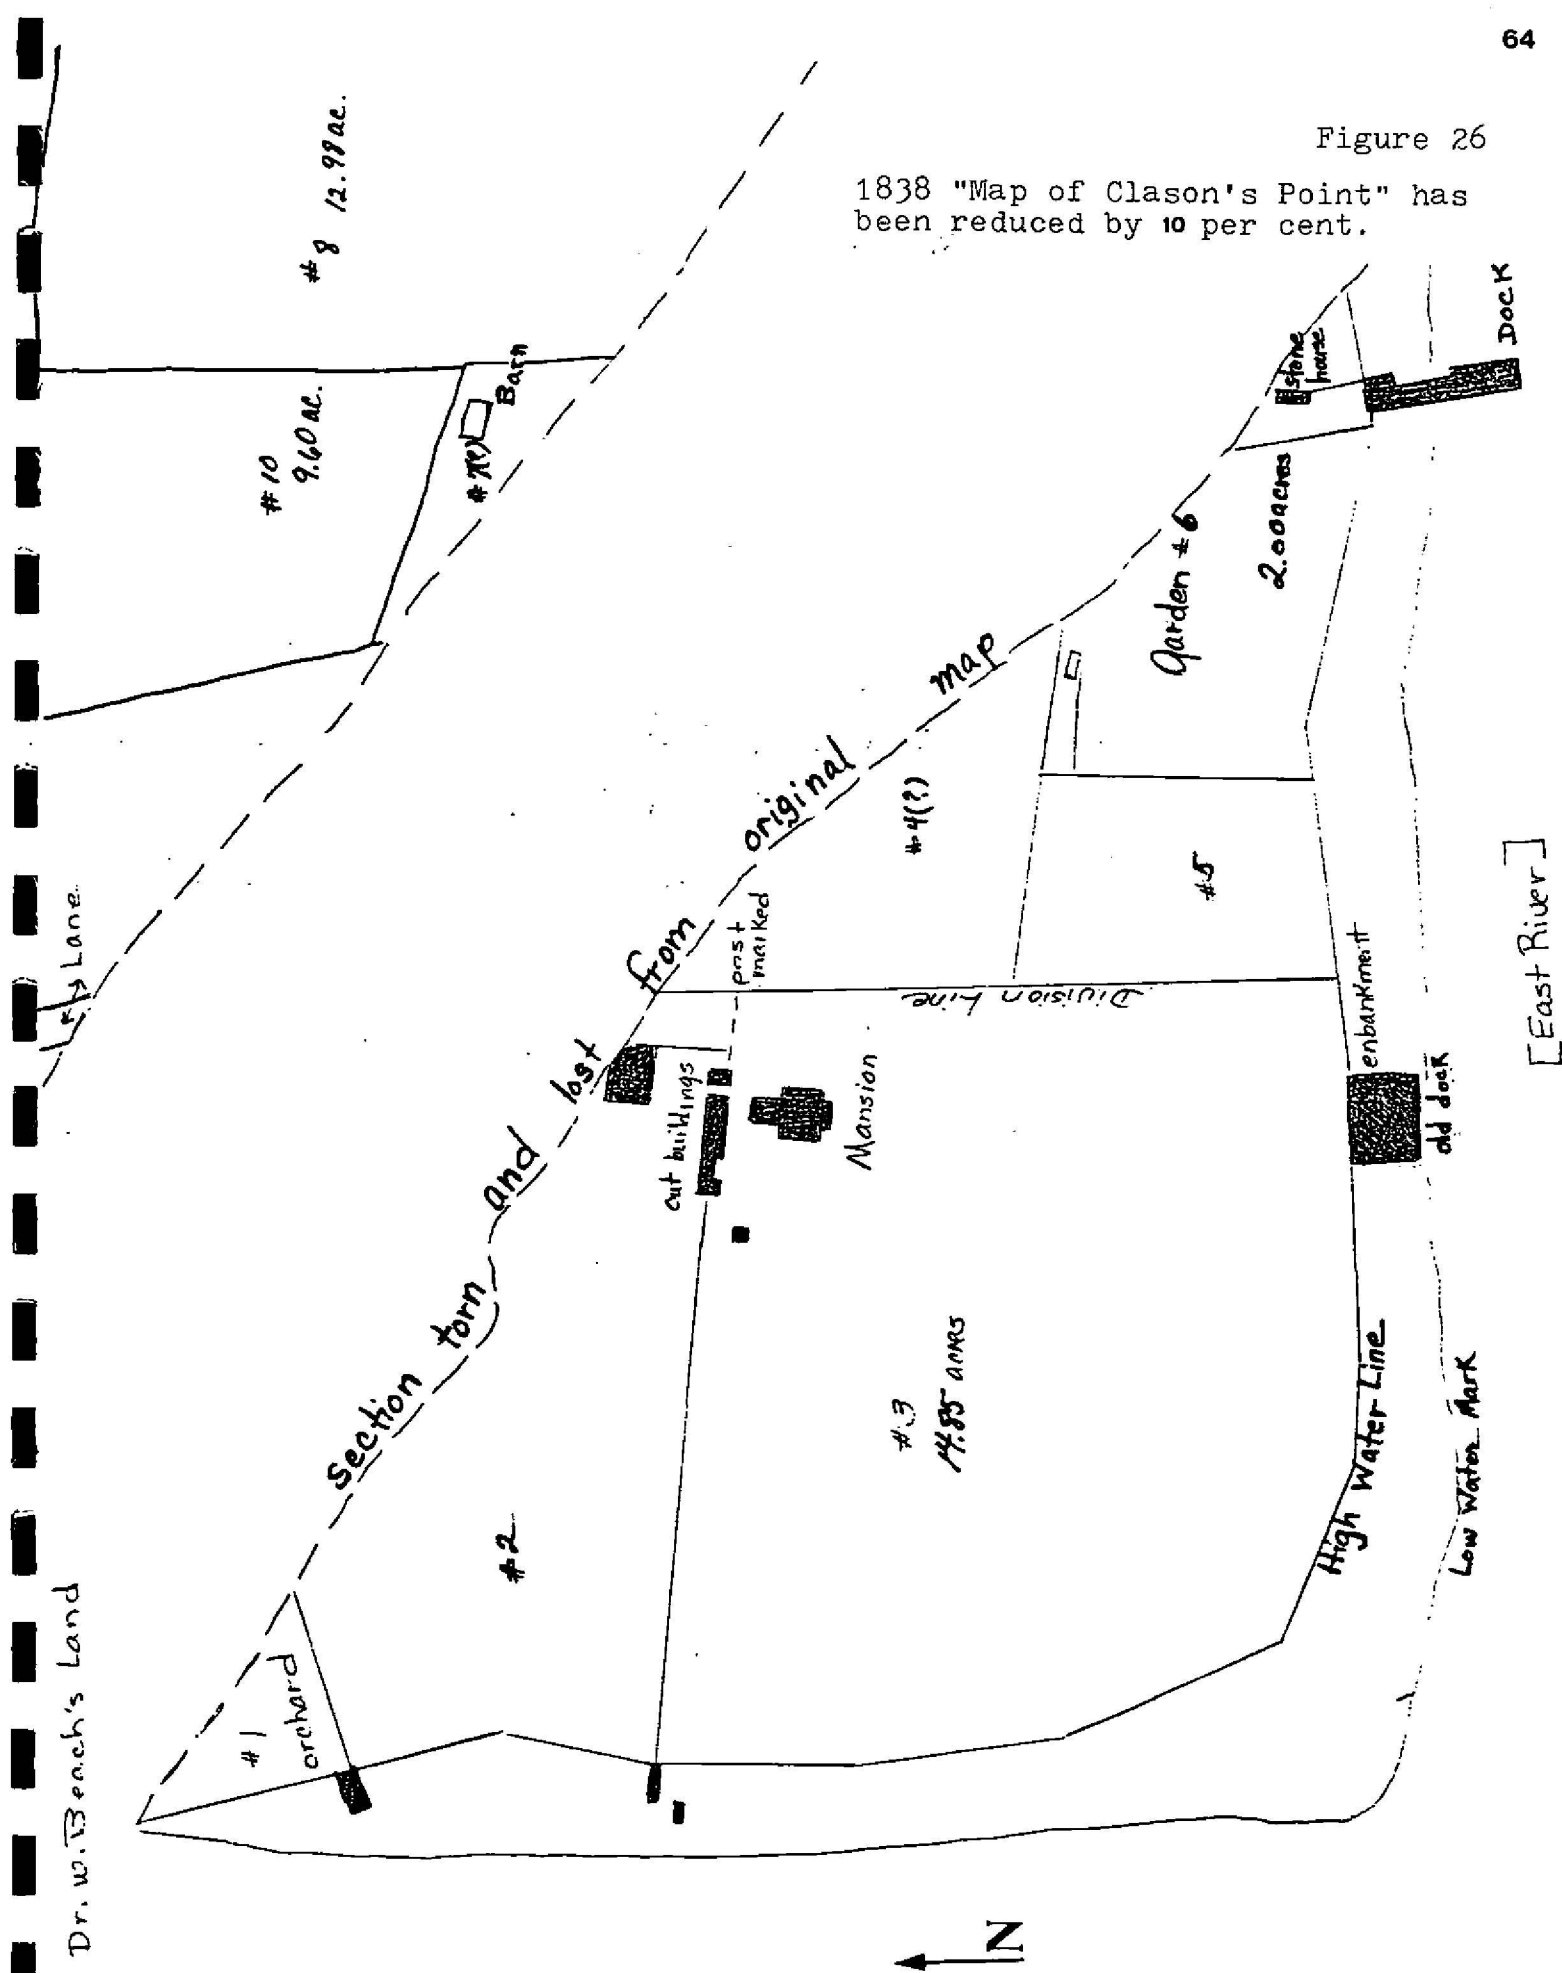 64
Figure 26
1838 "Map of Clason's Point" has
been reduced by 10 per cent.
#8 12.98 ac.
#10
9.60 ac.
#7(?)
Barn
Lane
stone
house
Dock
Garden #6
2.00 acres
section torn and lost from original map
#4(?)
#5
post
marked
Division Line
out buildings
Mansion
enbankment
old dock
[East River]
#3
14.85 acres
#2
#1
orchard
High Water Line
Low Water Mark
Dr. W. Beach's Land
N